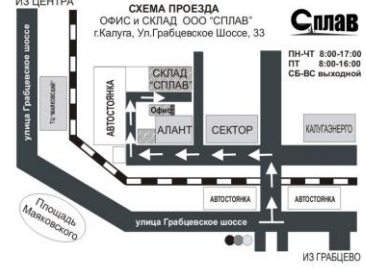 ИЗ ЦЕНТРА
СХЕМА ПРОЕЗДА
ОФИС и СКЛАД ООО "СПЛАВ"
г.Калуга, Ул.Грабцевское Шоссе, 33
Сплав
ПН-ЧТ 8:00-17:00
ПТ 8:00-16:00
СБ-ВС выходной
улица Грабцевское шоссе
АВТОСТОЯНКА
СКЛАД
"СПЛАВ"
Офис
АЛАНТ
СЕКТОР
КАЛУГАЭНЕРГО
АВТОСТОЯНКА
АВТОСТОЯНКА
Площадь
Маяковского
улица Грабцевское шоссе
ИЗ ГРАБЦЕВО